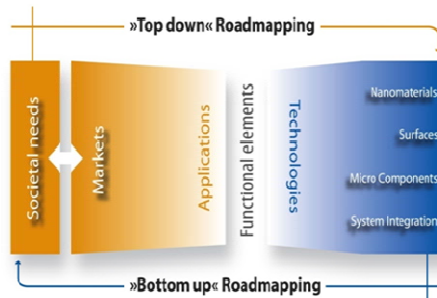 »Top down« Roadmapping
Societal needs
Markets
Applications
Functional elements
Technologies
Nanomaterials
Surfaces
Micro Components
System Integration
»Bottom up« Roadmapping